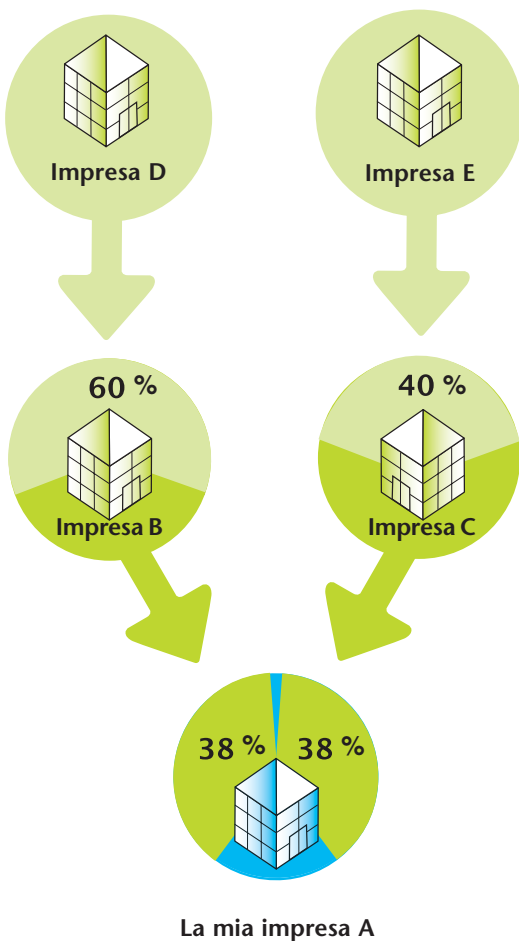 Impresa D
Impresa E
60 %
40 %
Impresa B
Impresa C
38 %
38 %
La mia impresa A